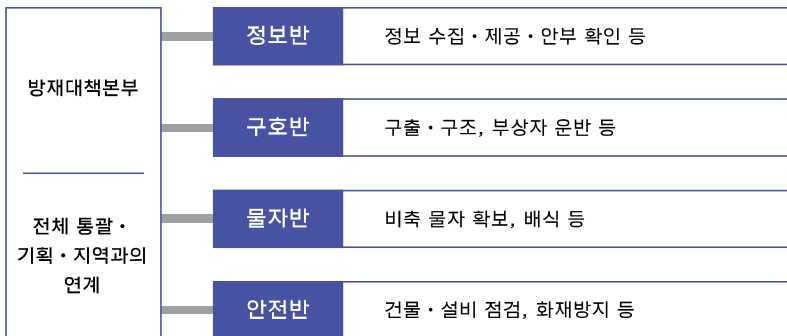 방재대책본부
전체 통괄・
기획・지역과의
연계
정보반
정보 수집・제공・안부 확인 등
구호반
구출・구조, 부상자 운반 등
물자반
비축 물자 확보, 배식 등
안전반
건물・설비 점검, 화재방지 등